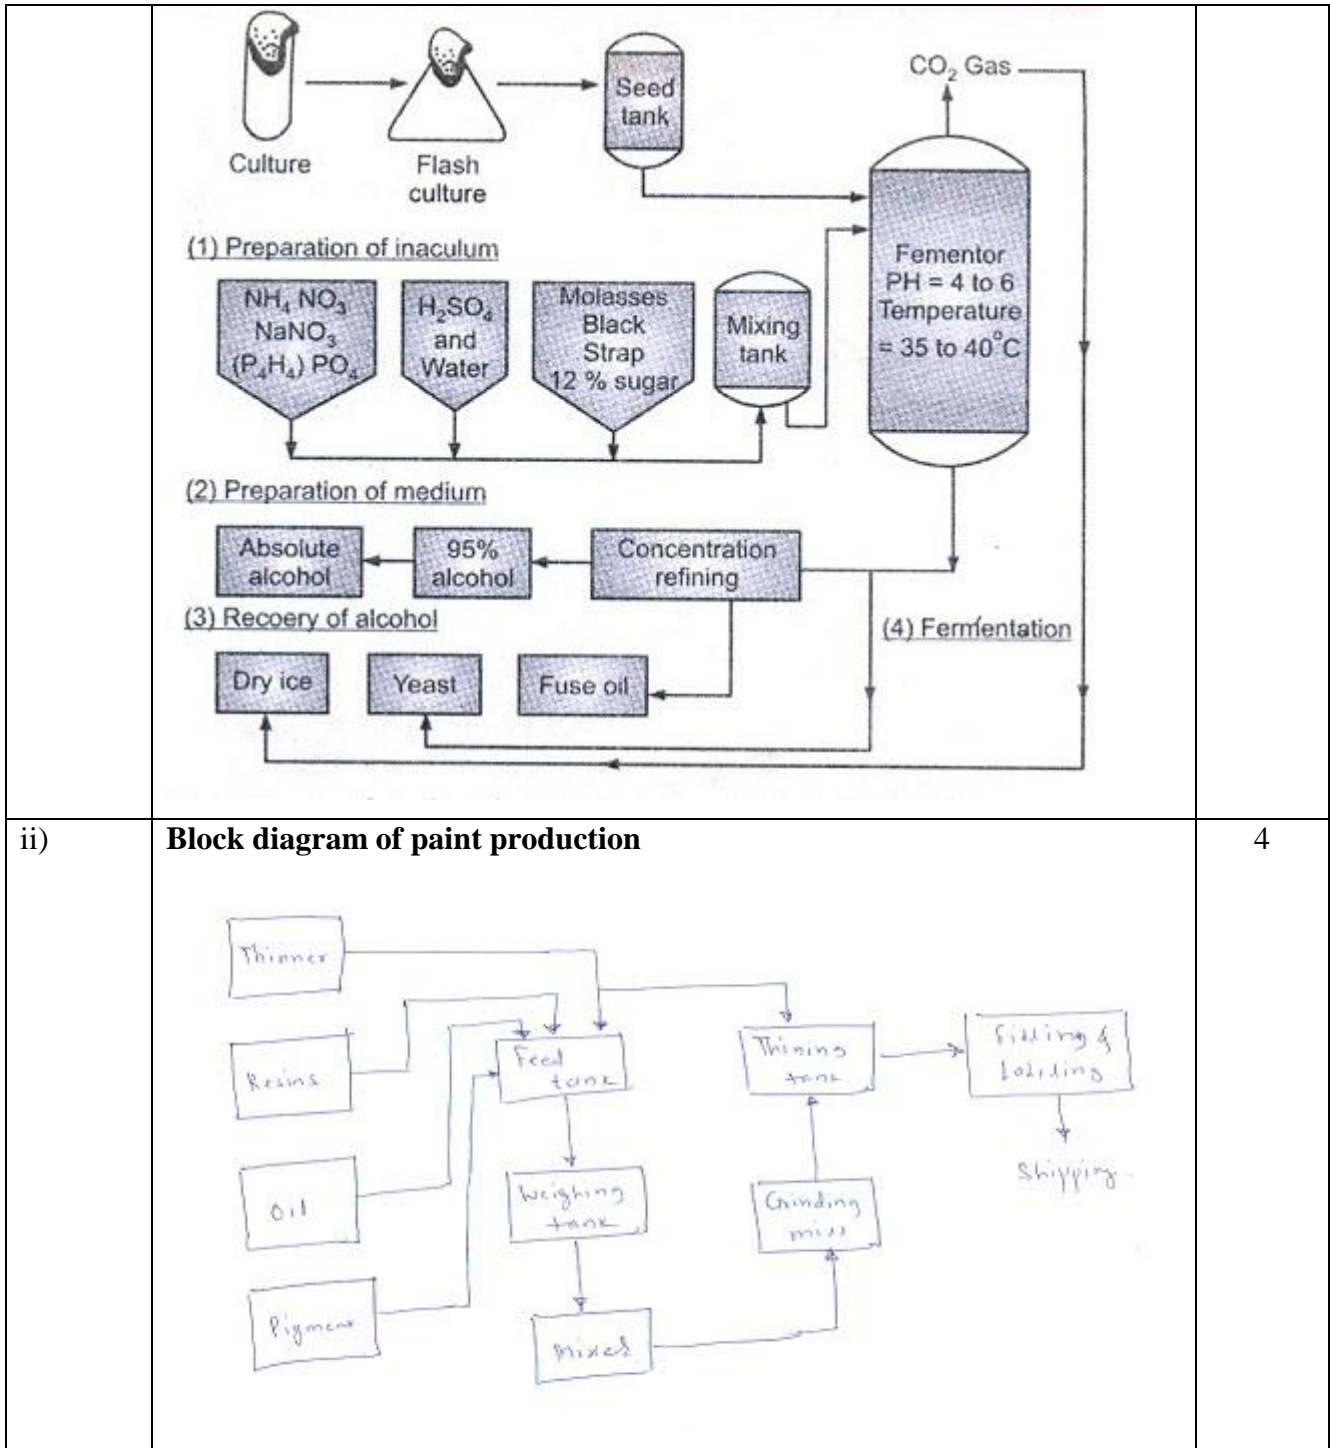 Culture
Flash
culture
Seed
tank
CO₂ Gas
(1) Preparation of inaculum
NH₄ NO₃
NaNO₃
(P₄H₄) PO₄
H₂SO₄
and
Water
Molasses
Black
Strap
12 % sugar
Mixing
tank
Fementor
PH = 4 to 6
Temperature
= 35 to 40°C
(2) Preparation of medium
Absolute
alcohol
95%
alcohol
Concentration
refining
(3) Recoery of alcohol
(4) Fermentation
Dry ice
Yeast
Fuse oil
ii)
Block diagram of paint production
4
Thinner
Resins
Oil
Pigment
Feed
tank
Weighing
tank
Mixer
Thining
tank
Grinding
mill
Filling &
Shipping.